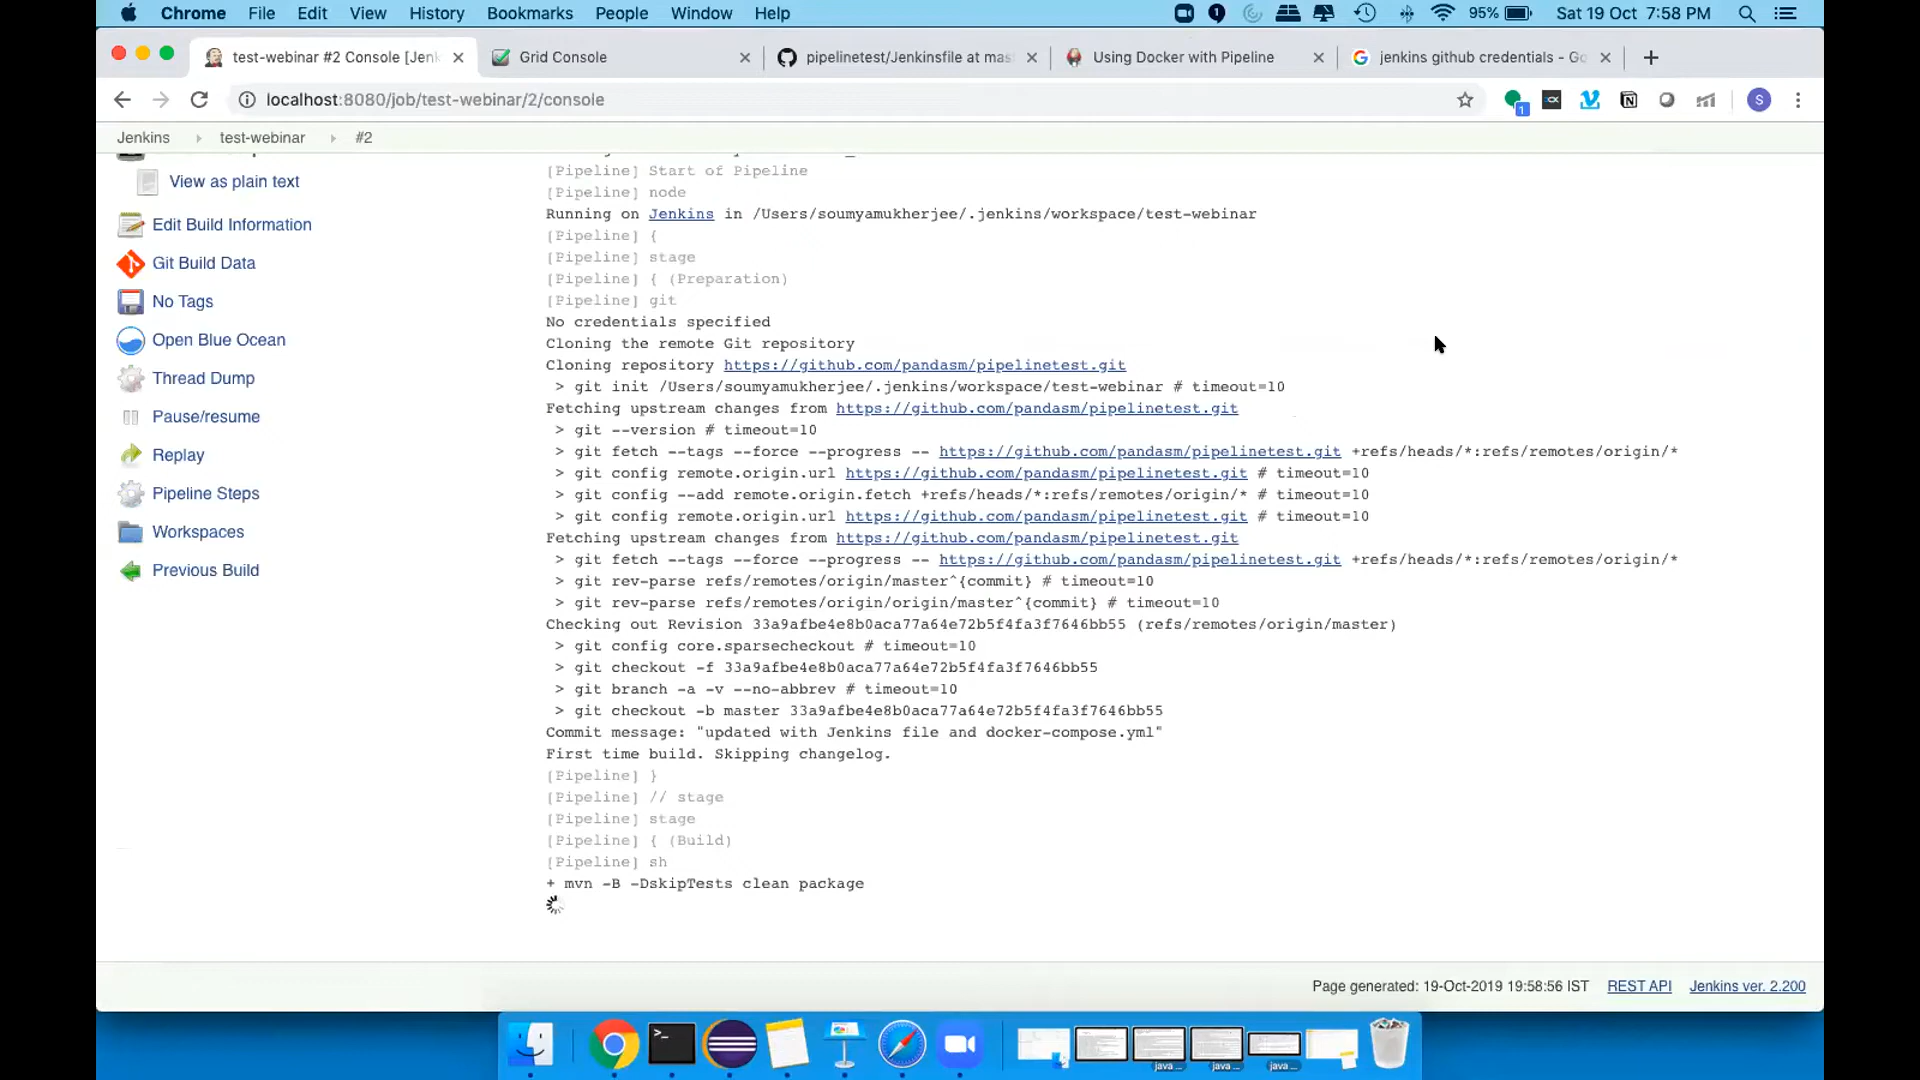 Chrome File Edit View History Bookmarks People Window Help 95% Sat 19 Oct 7:58 PM
test-webinar #2 Console [Jenk Grid Console pipelinetest/Jenkinsfile at mas Using Docker with Pipeline jenkins github credentials - Go
localhost:8080/job/test-webinar/2/console
Jenkins test-webinar #2
View as plain text
Edit Build Information
Git Build Data
No Tags
Open Blue Ocean
Thread Dump
Pause/resume
Replay
Pipeline Steps
Workspaces
Previous Build
[Pipeline] Start of Pipeline
[Pipeline] node
Running on Jenkins in /Users/soumyamukherjee/.jenkins/workspace/test-webinar
[Pipeline] {
[Pipeline] stage
[Pipeline] { (Preparation)
[Pipeline] git
No credentials specified
Cloning the remote Git repository
Cloning repository https://github.com/pandasm/pipelinetest.git
> git init /Users/soumyamukherjee/.jenkins/workspace/test-webinar # timeout=10
Fetching upstream changes from https://github.com/pandasm/pipelinetest.git
> git --version # timeout=10
> git fetch --tags --force --progress -- https://github.com/pandasm/pipelinetest.git +refs/heads/*:refs/remotes/origin/*
> git config remote.origin.url https://github.com/pandasm/pipelinetest.git # timeout=10
> git config --add remote.origin.fetch +refs/heads/*:refs/remotes/origin/* # timeout=10
> git config remote.origin.url https://github.com/pandasm/pipelinetest.git # timeout=10
Fetching upstream changes from https://github.com/pandasm/pipelinetest.git
> git fetch --tags --force --progress -- https://github.com/pandasm/pipelinetest.git +refs/heads/*:refs/remotes/origin/*
> git rev-parse refs/remotes/origin/master^{commit} # timeout=10
> git rev-parse refs/remotes/origin/origin/master^{commit} # timeout=10
Checking out Revision 33a9afbe4e8b0aca77a64e72b5f4fa3f7646bb55 (refs/remotes/origin/master)
> git config core.sparsecheckout # timeout=10
> git checkout -f 33a9afbe4e8b0aca77a64e72b5f4fa3f7646bb55
> git branch -a -v --no-abbrev # timeout=10
> git checkout -b master 33a9afbe4e8b0aca77a64e72b5f4fa3f7646bb55
Commit message: "updated with Jenkins file and docker-compose.yml"
First time build. Skipping changelog.
[Pipeline] }
[Pipeline] // stage
[Pipeline] stage
[Pipeline] { (Build)
[Pipeline] sh
+ mvn -B -DskipTests clean package
Page generated: 19-Oct-2019 19:58:56 IST REST API Jenkins ver. 2.200
java ... java ... java ...